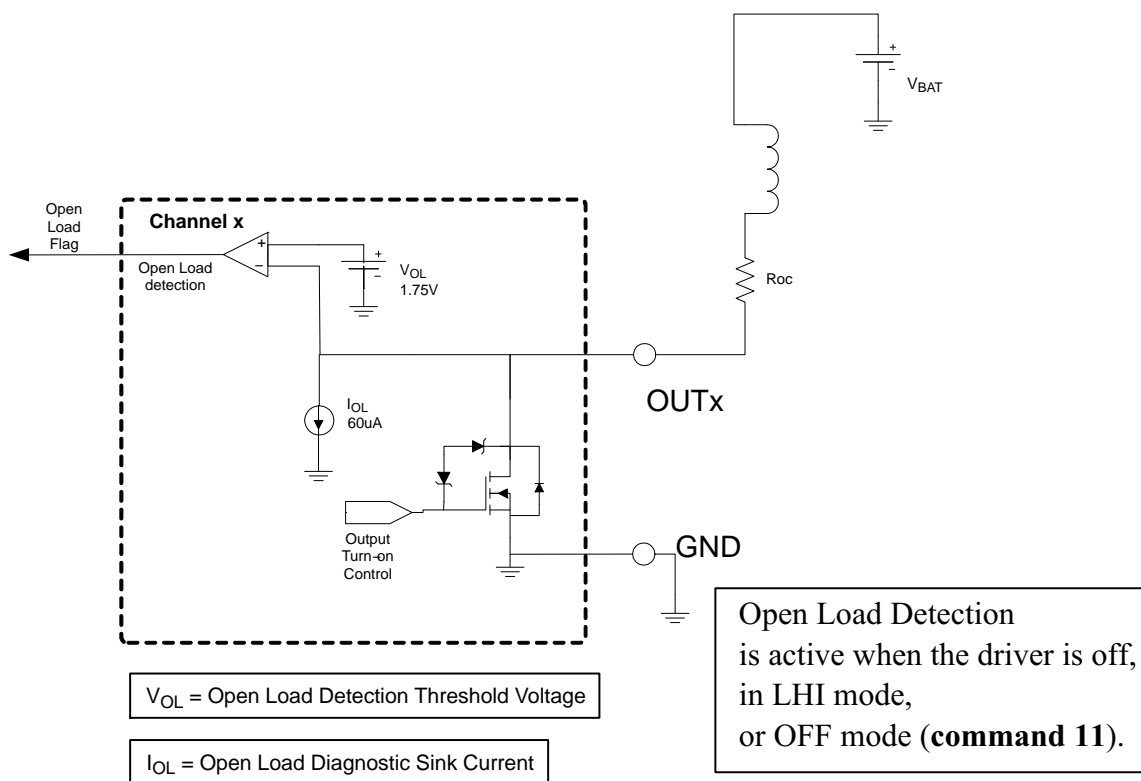 +
−
VBAT
Open
Load
Flag
Channel x
+
−
Open Load
detection
+
−
VOL
1.75V
Roc
OUTx
IOL
60uA
Output
Turn-on
Control
GND
Open Load Detection
is active when the driver is off,
in LHI mode,
or OFF mode (command 11).
VOL = Open Load Detection Threshold Voltage
IOL = Open Load Diagnostic Sink Current